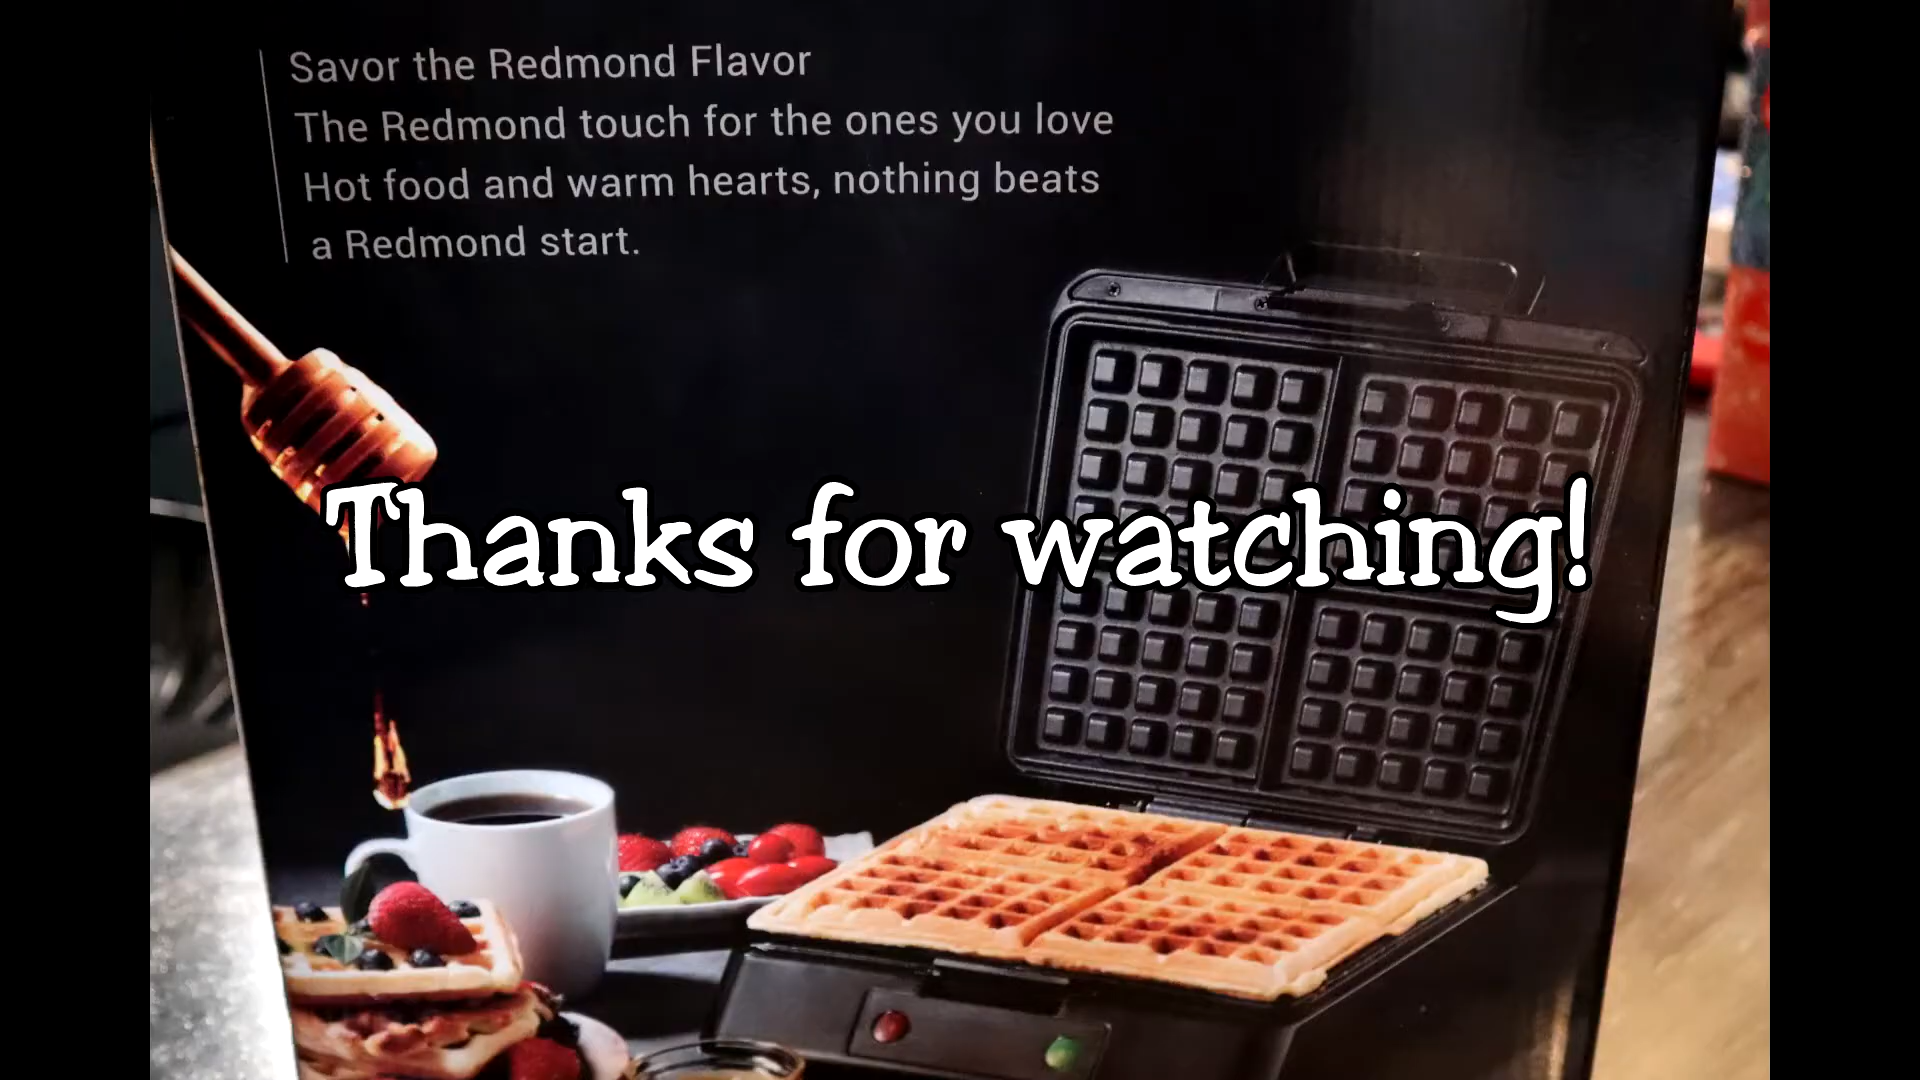 Savor the Redmond Flavor
The Redmond touch for the ones you love
Hot food and warm hearts, nothing beats
a Redmond start.
Thanks for watching!